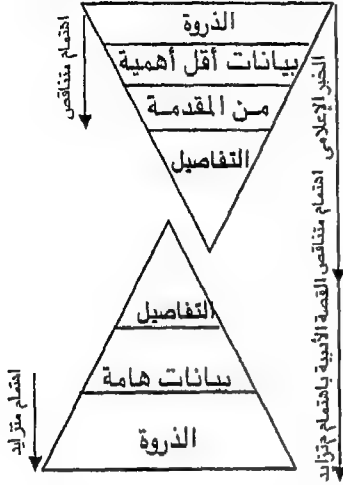 الذروة
بيانات أقل أهمية
من المقدمة
التفاصيل
اهتمام متناقص
الخبر الإعلامى اهتمام متناقص القصة الأدبية باهتمام متزايد
التفاصيل
بيانات هامة
الذروة
اهتمام متزايد